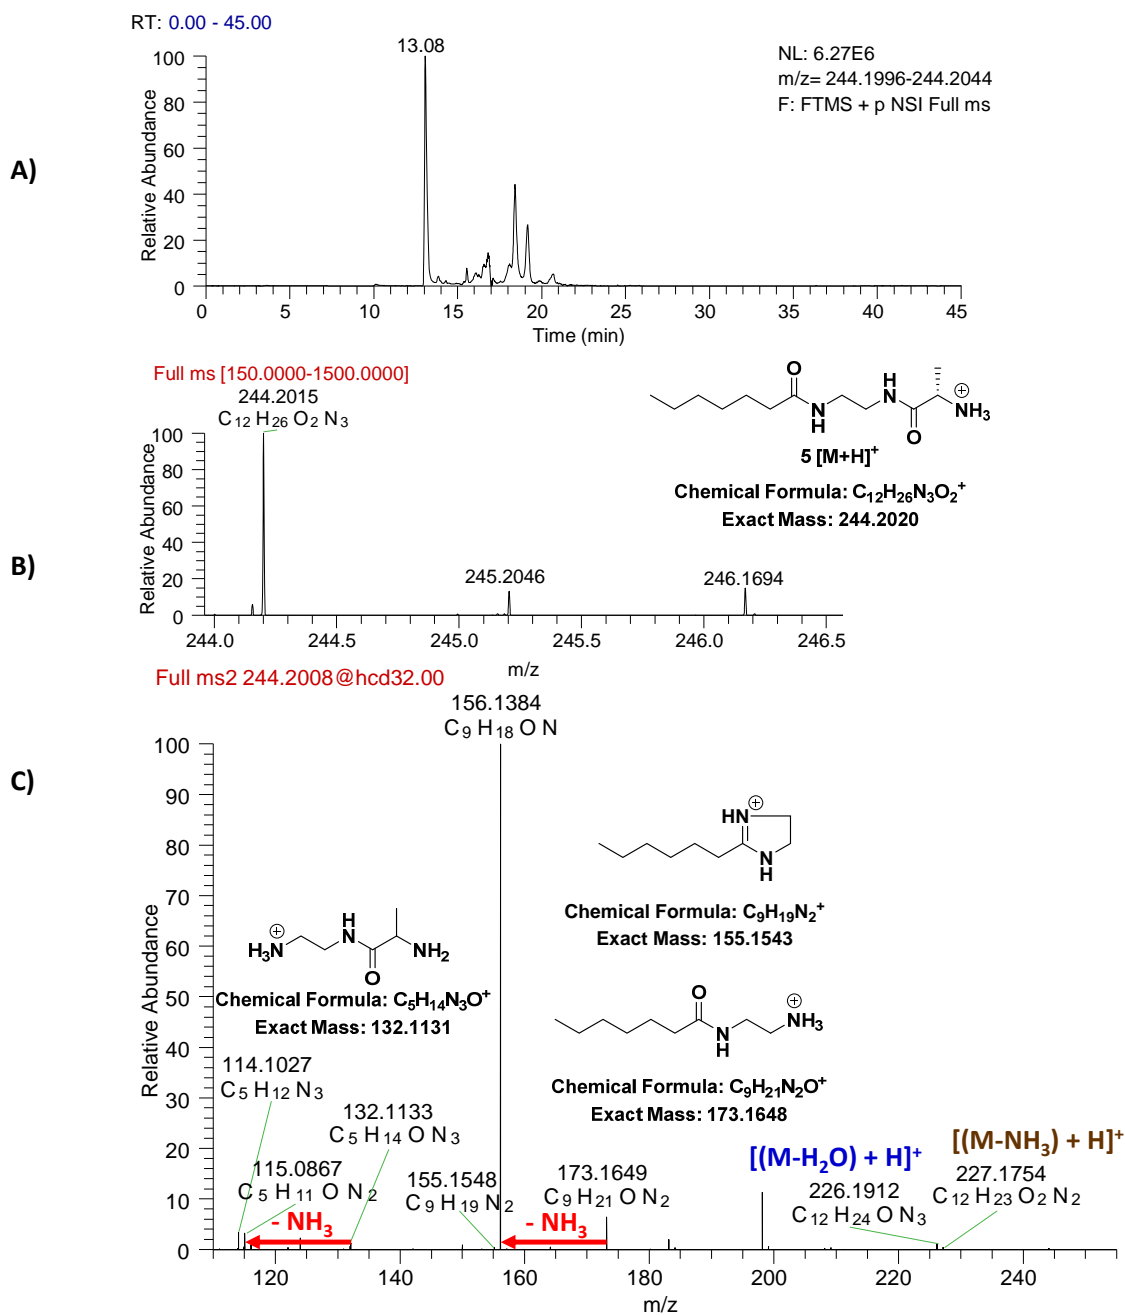 RT: 0.00 - 45.00
A)
13.08
NL: 6.27E6
m/z= 244.1996-244.2044
F: FTMS + p NSI Full ms
Relative Abundance
100
80
60
40
20
0
0 5 10 15 20 25 30 35 40 45
Time (min)
B)
Full ms [150.0000-1500.0000]
244.2015
C12 H26 O2 N3
Relative Abundance
100
80
60
40
20
0
245.2046
246.1694
244.0 244.5 245.0 245.5 246.0 246.5
m/z
O
H
N
N
H
O
⊕
NH3
5 [M+H]+
Chemical Formula: C12H26N3O2+
Exact Mass: 244.2020
C)
Full ms2 244.2008@hcd32.00
156.1384
C9 H18 O N
Relative Abundance
100
90
80
70
60
50
40
30
20
10
0
⊕
HN
N
H
Chemical Formula: C9H19N2+
Exact Mass: 155.1543
⊕
H3N
H
N
O
NH2
Chemical Formula: C5H14N3O+
Exact Mass: 132.1131
O
N
H
⊕
NH3
Chemical Formula: C9H21N2O+
Exact Mass: 173.1648
114.1027
C5 H12 N3
132.1133
C5 H14 O N3
115.0867
C5 H11 O N2
155.1548
C9 H19 N2
173.1649
C9 H21 O N2
[(M-H2O) + H]+
226.1912
C12 H24 O N3
[(M-NH3) + H]+
227.1754
C12 H23 O2 N2
- NH3
- NH3
120 140 160 180 200 220 240
m/z